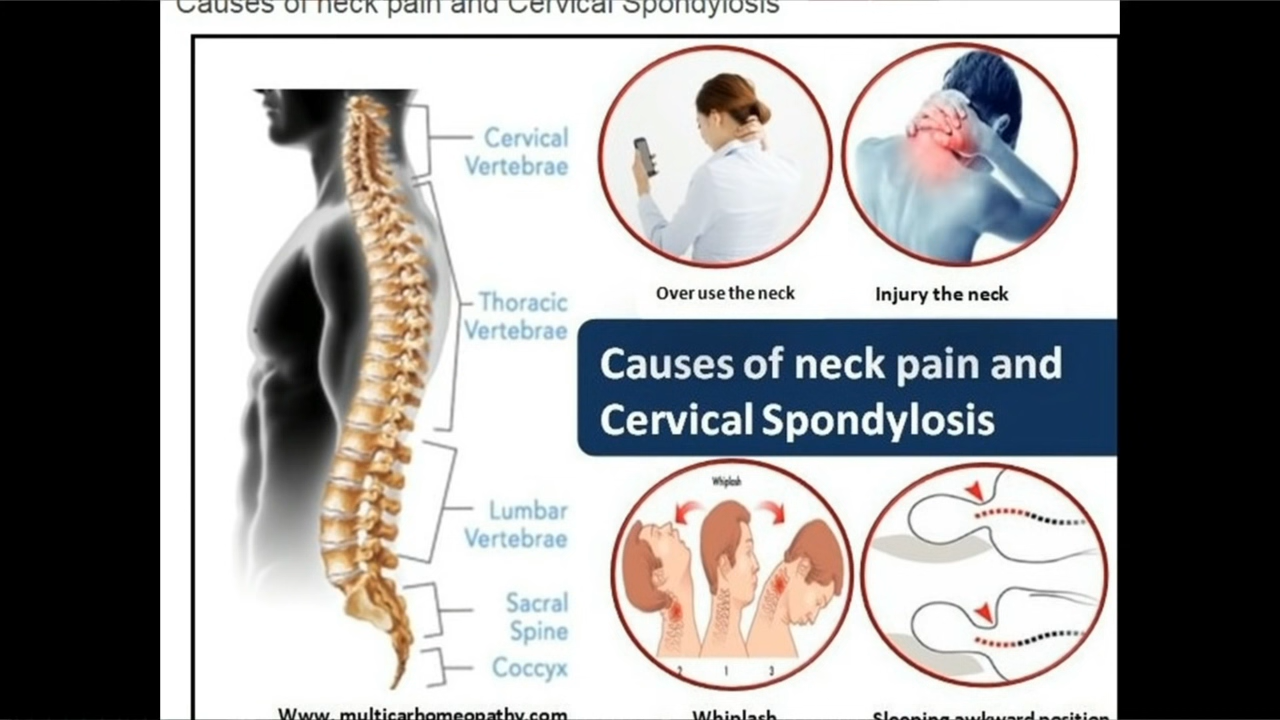 Causes of neck pain and Cervical Spondylosis
Cervical
Vertebrae
Thoracic
Vertebrae
Lumbar
Vertebrae
Sacral
Spine
Coccyx
Over use the neck
Injury the neck
Causes of neck pain and
Cervical Spondylosis
Whiplash
2 1 3
Www. multicarhomeopathy.com
Whiplash
Sleeping awkward position